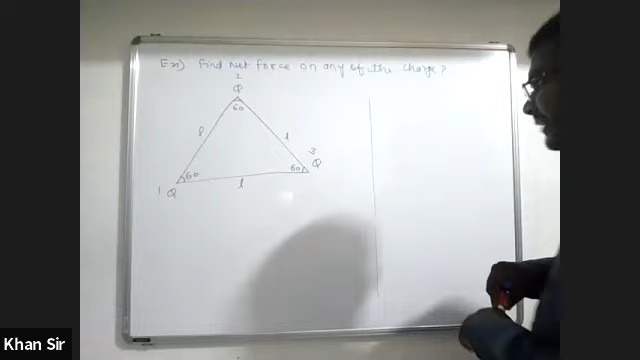 Ex) Find Net force on any of the charge?
2
Q
60
l
l
3
60
Q
60
1
Q
l
Khan Sir